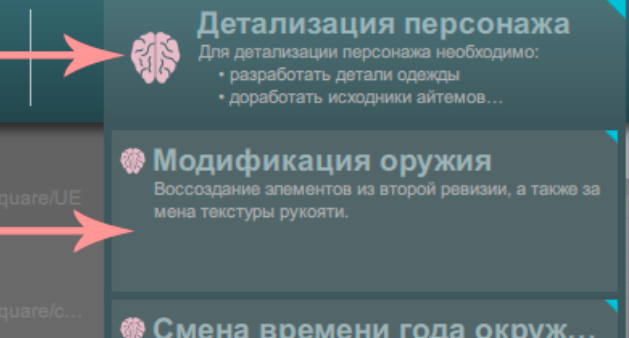 Детализация персонажа
Для детализации персонажа необходимо:
• разработать детали одежды
• доработать исходники айтемов...
Модификация оружия
Воссоздание элементов из второй ревизии, а также за
мена текстуры рукояти.
quare/UE
quare/c...
Смена времени года окруж...